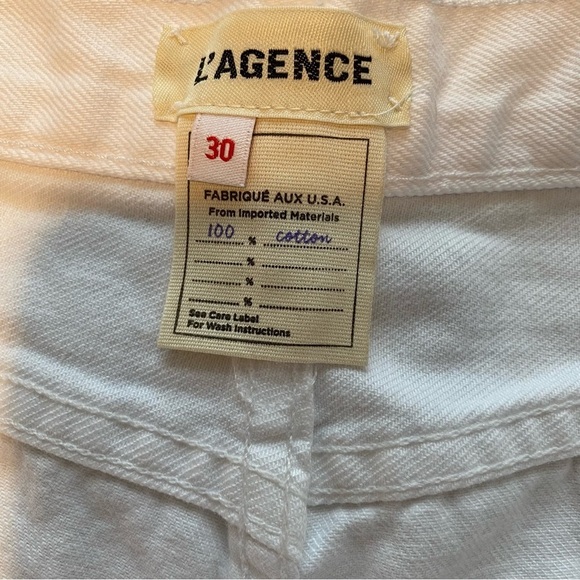 L'AGENCE
30
FABRIQUÉ AUX U.S.A.
From Imported Materials
100 % cotton
%
%
%
See Care Label
For Wash Instructions